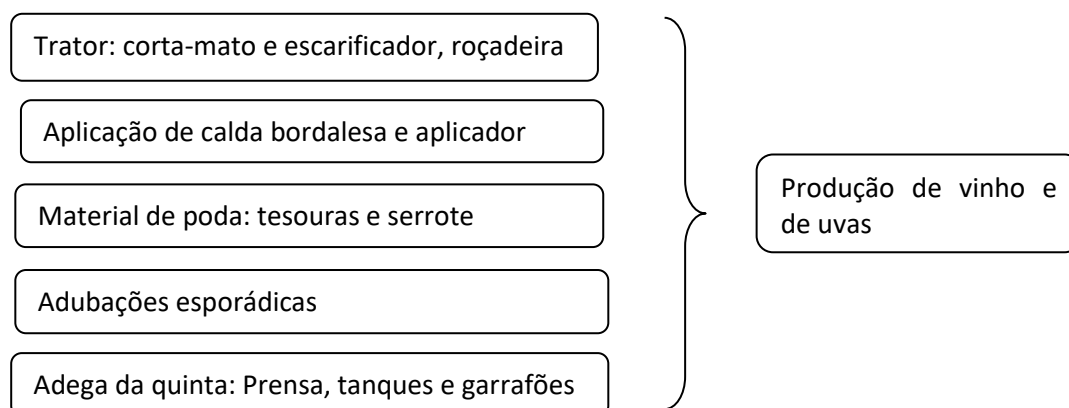 Trator: corta-mato e escarificador, roçadeira
Aplicação de calda bordalesa e aplicador
Material de poda: tesouras e serrote
Adubações esporádicas
Adega da quinta: Prensa, tanques e garrafões
Produção de vinho e
de uvas